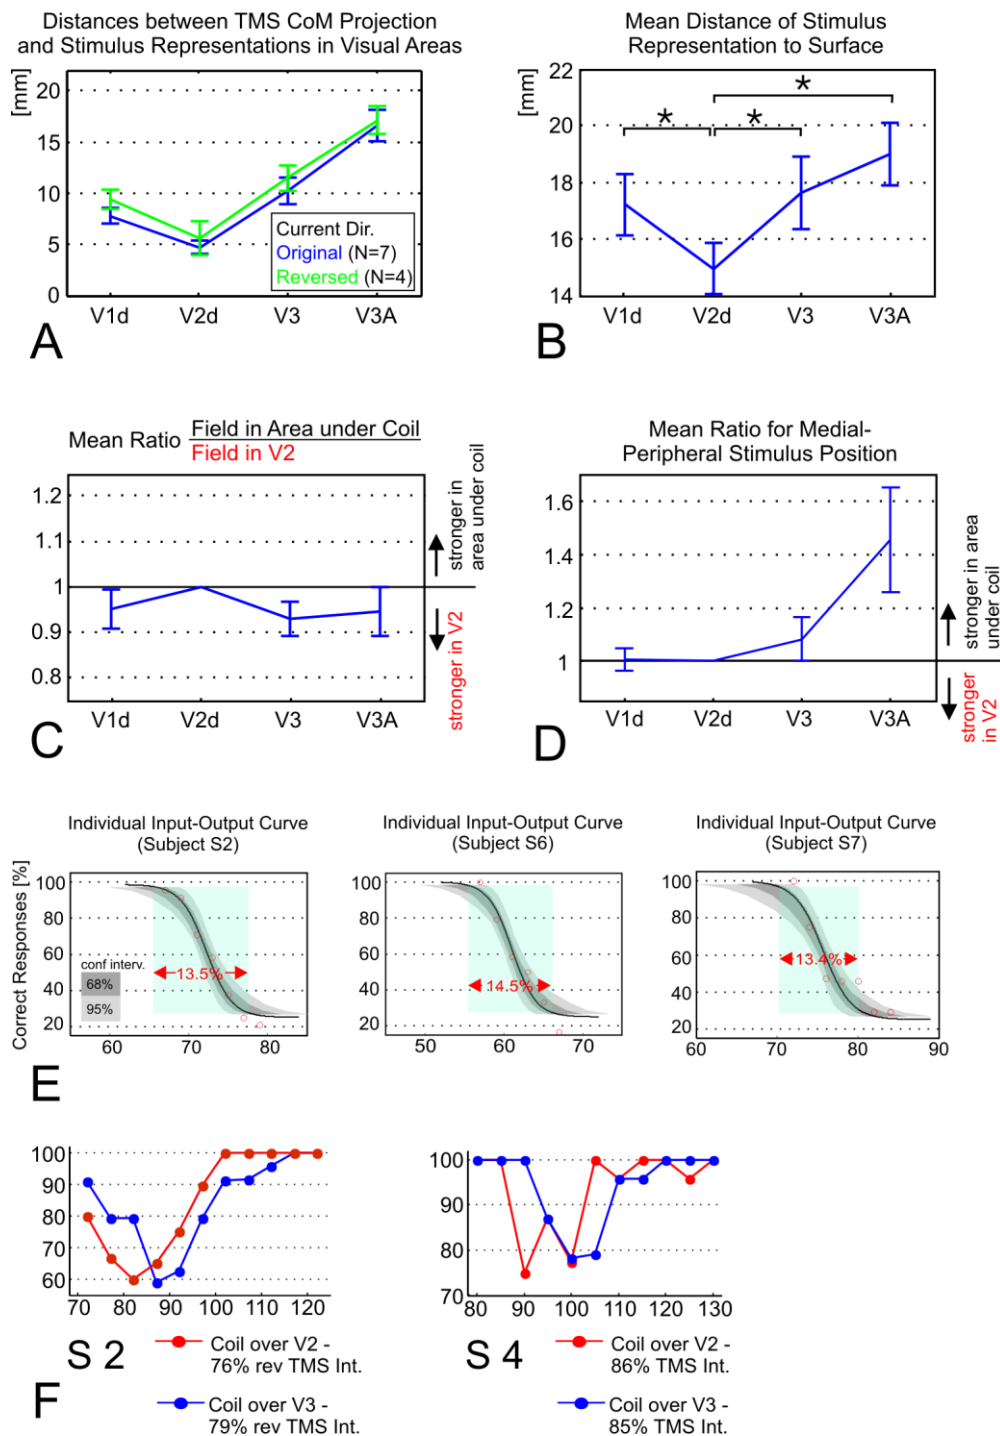 Distances between TMS CoM Projection
and Stimulus Representations in Visual Areas
[mm]
20
15
10
5
0
Current Dir.
Original (N=7)
Reversed (N=4)
V1d V2d V3 V3A
A
Mean Distance of Stimulus
Representation to Surface
[mm]
22
20
18
16
14
* * *
V1d V2d V3 V3A
B
Mean Ratio Field in Area under Coil
Field in V2
1.2
1.1
1
0.9
0.8
stronger in
area under coil
stronger in V2
V1d V2d V3 V3A
C
Mean Ratio for Medial-
Peripheral Stimulus Position
1.6
1.4
1.2
1
stronger in area
under coil
stronger
in V2
V1d V2d V3 V3A
D
Individual Input-Output Curve
(Subject S2)
Correct Responses [%]
100
80
60
40
20
conf interv.
68%
95%
13.5%
60 70 80
Individual Input-Output Curve
(Subject S6)
100
80
60
40
20
14.5%
50 60 70
Individual Input-Output Curve
(Subject S7)
100
80
60
40
20
13.4%
60 70 80 90
E
100
90
80
70
60
70 80 90 100 110 120
S 2
Coil over V2 -
76% rev TMS Int.
Coil over V3 -
79% rev TMS Int.
100
90
80
70
80 90 100 110 120 130
S 4
Coil over V2 -
86% TMS Int.
Coil over V3 -
85% TMS Int.
F